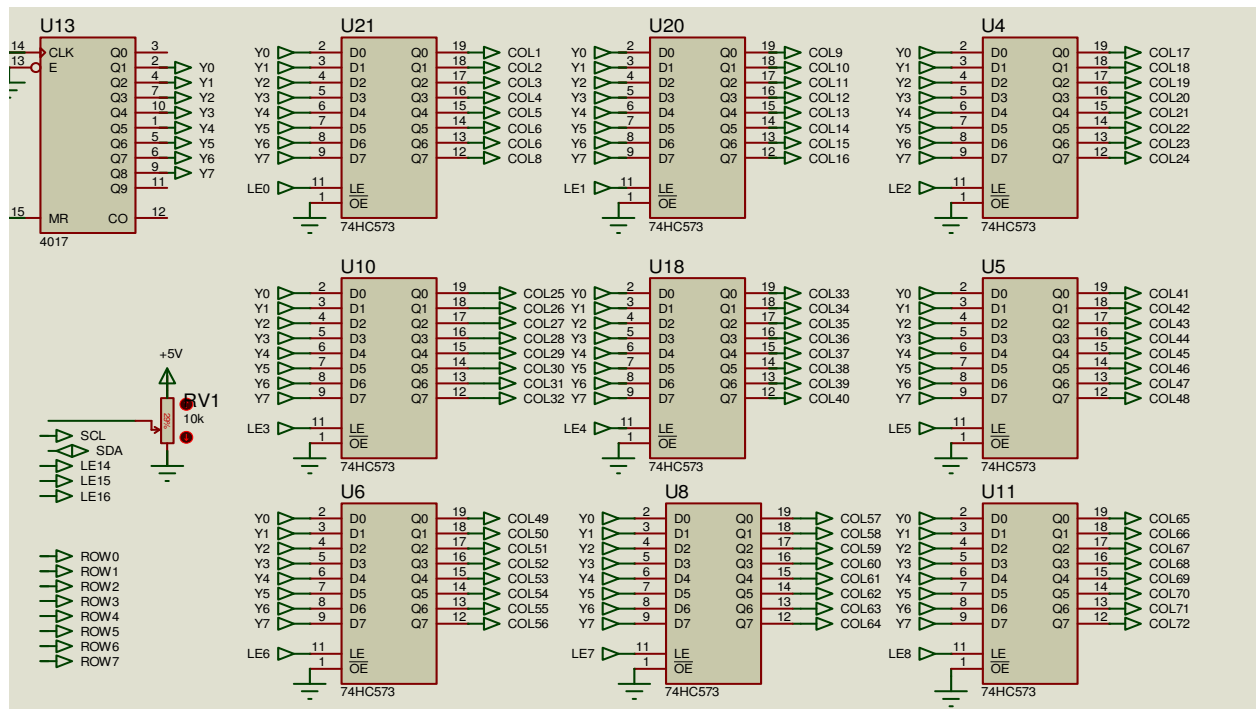 U13
14 CLK Q0 3
13 E Q1 2 Y0
Q2 4 Y1
Q3 7 Y2
Q4 10 Y3
Q5 1 Y4
Q6 5 Y5
Q7 6 Y6
Q8 9 Y7
Q9 11
15 MR CO 12
4017
U21
Y0 2 D0 Q0 19 COL1
Y1 3 D1 Q1 18 COL2
Y2 4 D2 Q2 17 COL3
Y3 5 D3 Q3 16 COL4
Y4 6 D4 Q4 15 COL5
Y5 7 D5 Q5 14 COL6
Y6 8 D6 Q6 13 COL6
Y7 9 D7 Q7 12 COL8
LE0 11 LE
1 OE
74HC573
U20
Y0 2 D0 Q0 19 COL9
Y1 3 D1 Q1 18 COL10
Y2 4 D2 Q2 17 COL11
Y3 5 D3 Q3 16 COL12
Y4 6 D4 Q4 15 COL13
Y5 7 D5 Q5 14 COL14
Y6 8 D6 Q6 13 COL15
Y7 9 D7 Q7 12 COL16
LE1 11 LE
1 OE
74HC573
U4
Y0 2 D0 Q0 19 COL17
Y1 3 D1 Q1 18 COL18
Y2 4 D2 Q2 17 COL19
Y3 5 D3 Q3 16 COL20
Y4 6 D4 Q4 15 COL21
Y5 7 D5 Q5 14 COL22
Y6 8 D6 Q6 13 COL23
Y7 9 D7 Q7 12 COL24
LE2 11 LE
1 OE
74HC573
+5V
RV1
10k
29%
SCL
SDA
LE14
LE15
LE16
U10
Y0 2 D0 Q0 19 COL25
Y1 3 D1 Q1 18 COL26
Y2 4 D2 Q2 17 COL27
Y3 5 D3 Q3 16 COL28
Y4 6 D4 Q4 15 COL29
Y5 7 D5 Q5 14 COL30
Y6 8 D6 Q6 13 COL31
Y7 9 D7 Q7 12 COL32
LE3 11 LE
1 OE
74HC573
U18
Y0 2 D0 Q0 19 COL33
Y1 3 D1 Q1 18 COL34
Y2 4 D2 Q2 17 COL35
Y3 5 D3 Q3 16 COL36
Y4 6 D4 Q4 15 COL37
Y5 7 D5 Q5 14 COL38
Y6 8 D6 Q6 13 COL39
Y7 9 D7 Q7 12 COL40
LE4 11 LE
1 OE
74HC573
U5
Y0 2 D0 Q0 19 COL41
Y1 3 D1 Q1 18 COL42
Y2 4 D2 Q2 17 COL43
Y3 5 D3 Q3 16 COL44
Y4 6 D4 Q4 15 COL45
Y5 7 D5 Q5 14 COL46
Y6 8 D6 Q6 13 COL47
Y7 9 D7 Q7 12 COL48
LE5 11 LE
1 OE
74HC573
ROW0
ROW1
ROW2
ROW3
ROW4
ROW5
ROW6
ROW7
U6
Y0 2 D0 Q0 19 COL49
Y1 3 D1 Q1 18 COL50
Y2 4 D2 Q2 17 COL51
Y3 5 D3 Q3 16 COL52
Y4 6 D4 Q4 15 COL53
Y5 7 D5 Q5 14 COL54
Y6 8 D6 Q6 13 COL55
Y7 9 D7 Q7 12 COL56
LE6 11 LE
1 OE
74HC573
U8
Y0 2 D0 Q0 19 COL57
Y1 3 D1 Q1 18 COL58
Y2 4 D2 Q2 17 COL59
Y3 5 D3 Q3 16 COL60
Y4 6 D4 Q4 15 COL61
Y5 7 D5 Q5 14 COL62
Y6 8 D6 Q6 13 COL63
Y7 9 D7 Q7 12 COL64
LE7 11 LE
1 OE
74HC573
U11
Y0 2 D0 Q0 19 COL65
Y1 3 D1 Q1 18 COL66
Y2 4 D2 Q2 17 COL67
Y3 5 D3 Q3 16 COL68
Y4 6 D4 Q4 15 COL69
Y5 7 D5 Q5 14 COL70
Y6 8 D6 Q6 13 COL71
Y7 9 D7 Q7 12 COL72
LE8 11 LE
1 OE
74HC573